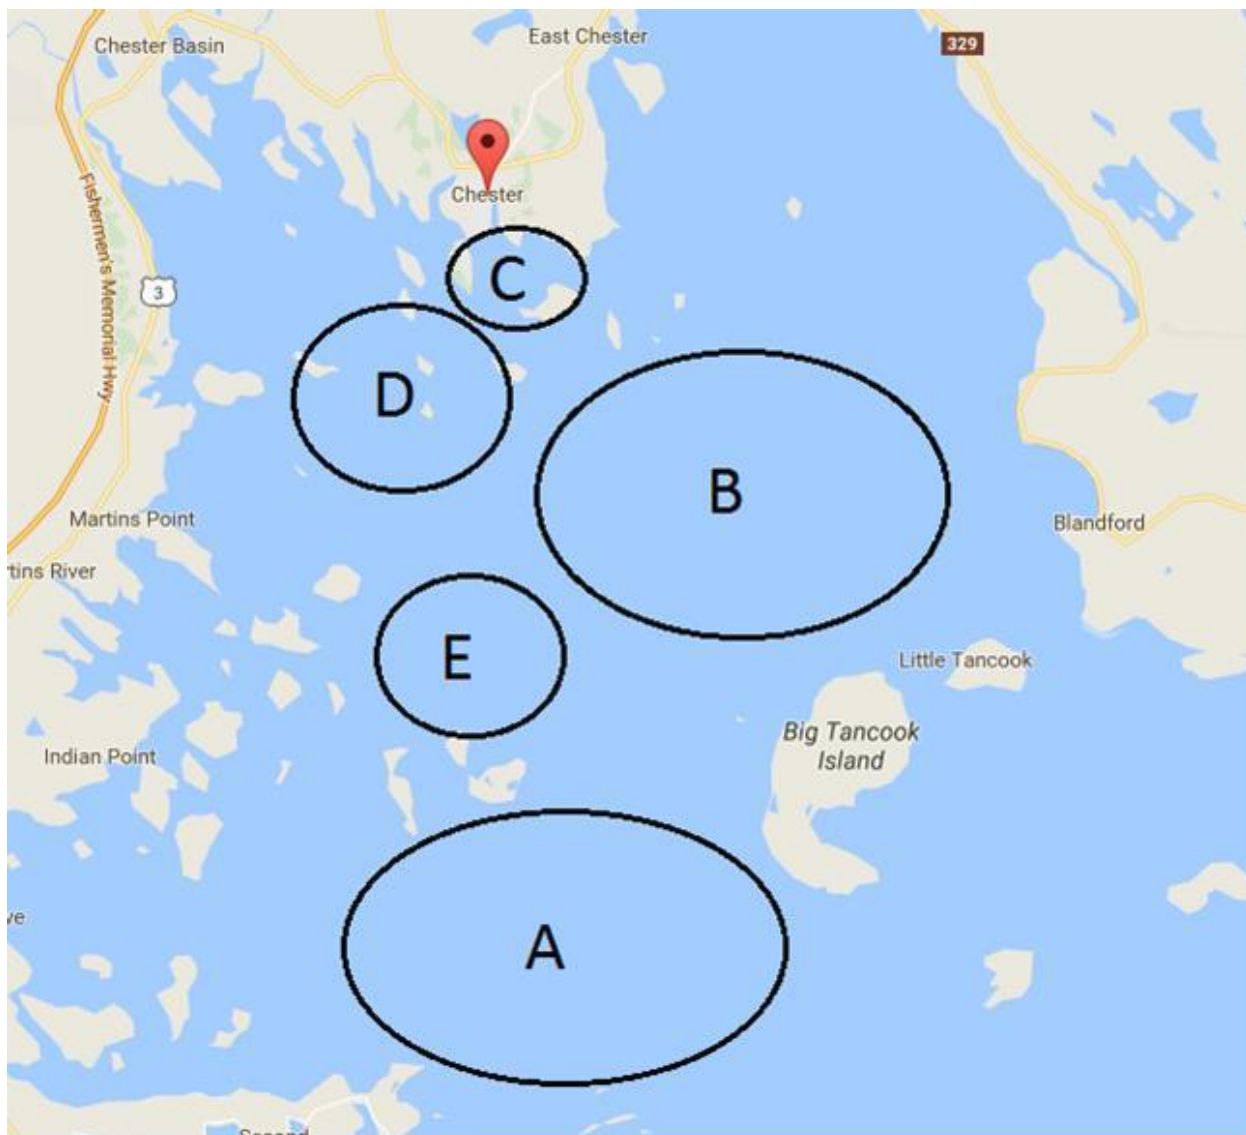 East Chester
Chester Basin
329
Chester
Fishermen's Memorial Hwy
C
3
D
B
Martins Point
Blandford
tins River
E
Little Tancook
Big Tancook
Island
Indian Point
ve
A